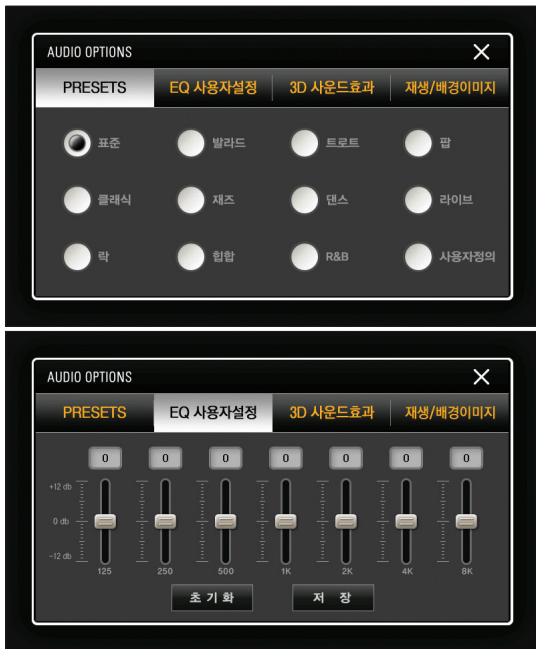 AUDIO OPTIONS
PRESETS EQ 사용자설정 3D 사운드효과 재생/배경이미지
표준 발라드 트로트 팝
클래식 재즈 댄스 라이브
락 힙합 R&B 사용자정의
AUDIO OPTIONS
PRESETS EQ 사용자설정 3D 사운드효과 재생/배경이미지
0 0 0 0 0 0 0
+12 db
0 db
-12 db
125 250 500 1K 2K 4K 8K
초 기 화 저 장